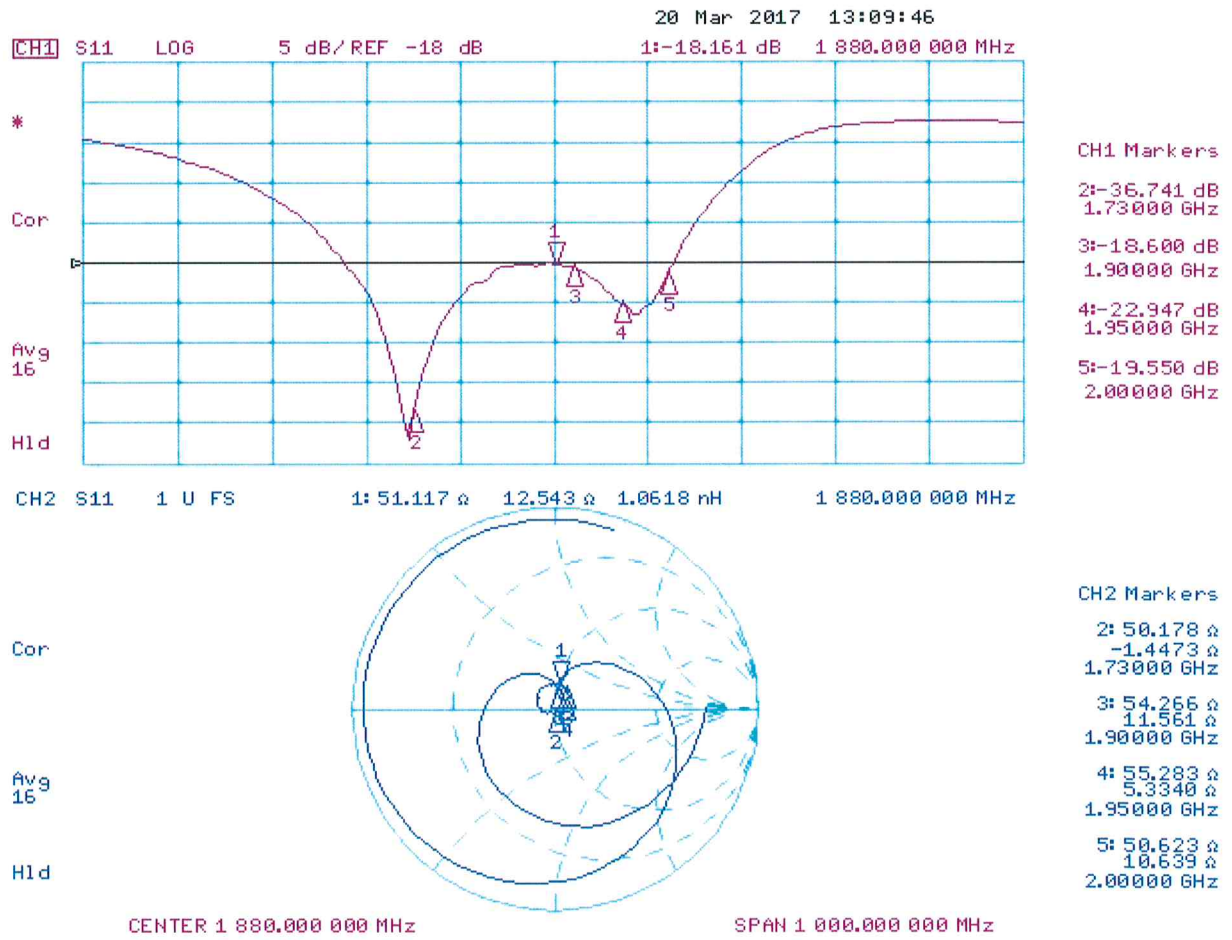 20 Mar 2017 13:09:46
CH1 S11 LOG 5 dB/REF -18 dB 1:-18.161 dB 1 880.000 000 MHz
*
CH1 Markers
2:-36.741 dB
1.73000 GHz
Cor
3:-18.600 dB
1.90000 GHz
4:-22.947 dB
1.95000 GHz
Avg
16
5:-19.550 dB
2.00000 GHz
Hld
1
3
4
5
2
CH2 S11 1 U FS 1: 51.117 Ω 12.543 Ω 1.0618 nH 1 880.000 000 MHz
CH2 Markers
2: 50.178 Ω
-1.4473 Ω
1.73000 GHz
Cor
3: 54.266 Ω
11.561 Ω
1.90000 GHz
4: 55.283 Ω
5.3340 Ω
1.95000 GHz
Avg
16
5: 50.623 Ω
10.639 Ω
2.00000 GHz
Hld
1
2
4
CENTER 1 880.000 000 MHz SPAN 1 000.000 000 MHz